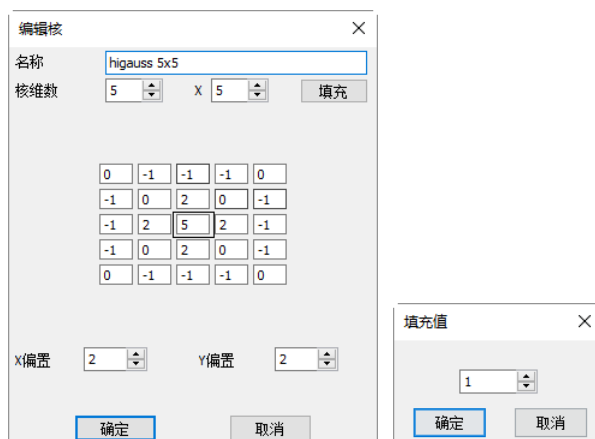 编辑核
名称 higauss 5x5
核维数 5 X 5 填充
0 -1 -1 -1 0
-1 0 2 0 -1
-1 2 5 2 -1
-1 0 2 0 -1
0 -1 -1 -1 0
X偏置 2 Y偏置 2
确定 取消
填充值
1
确定 取消